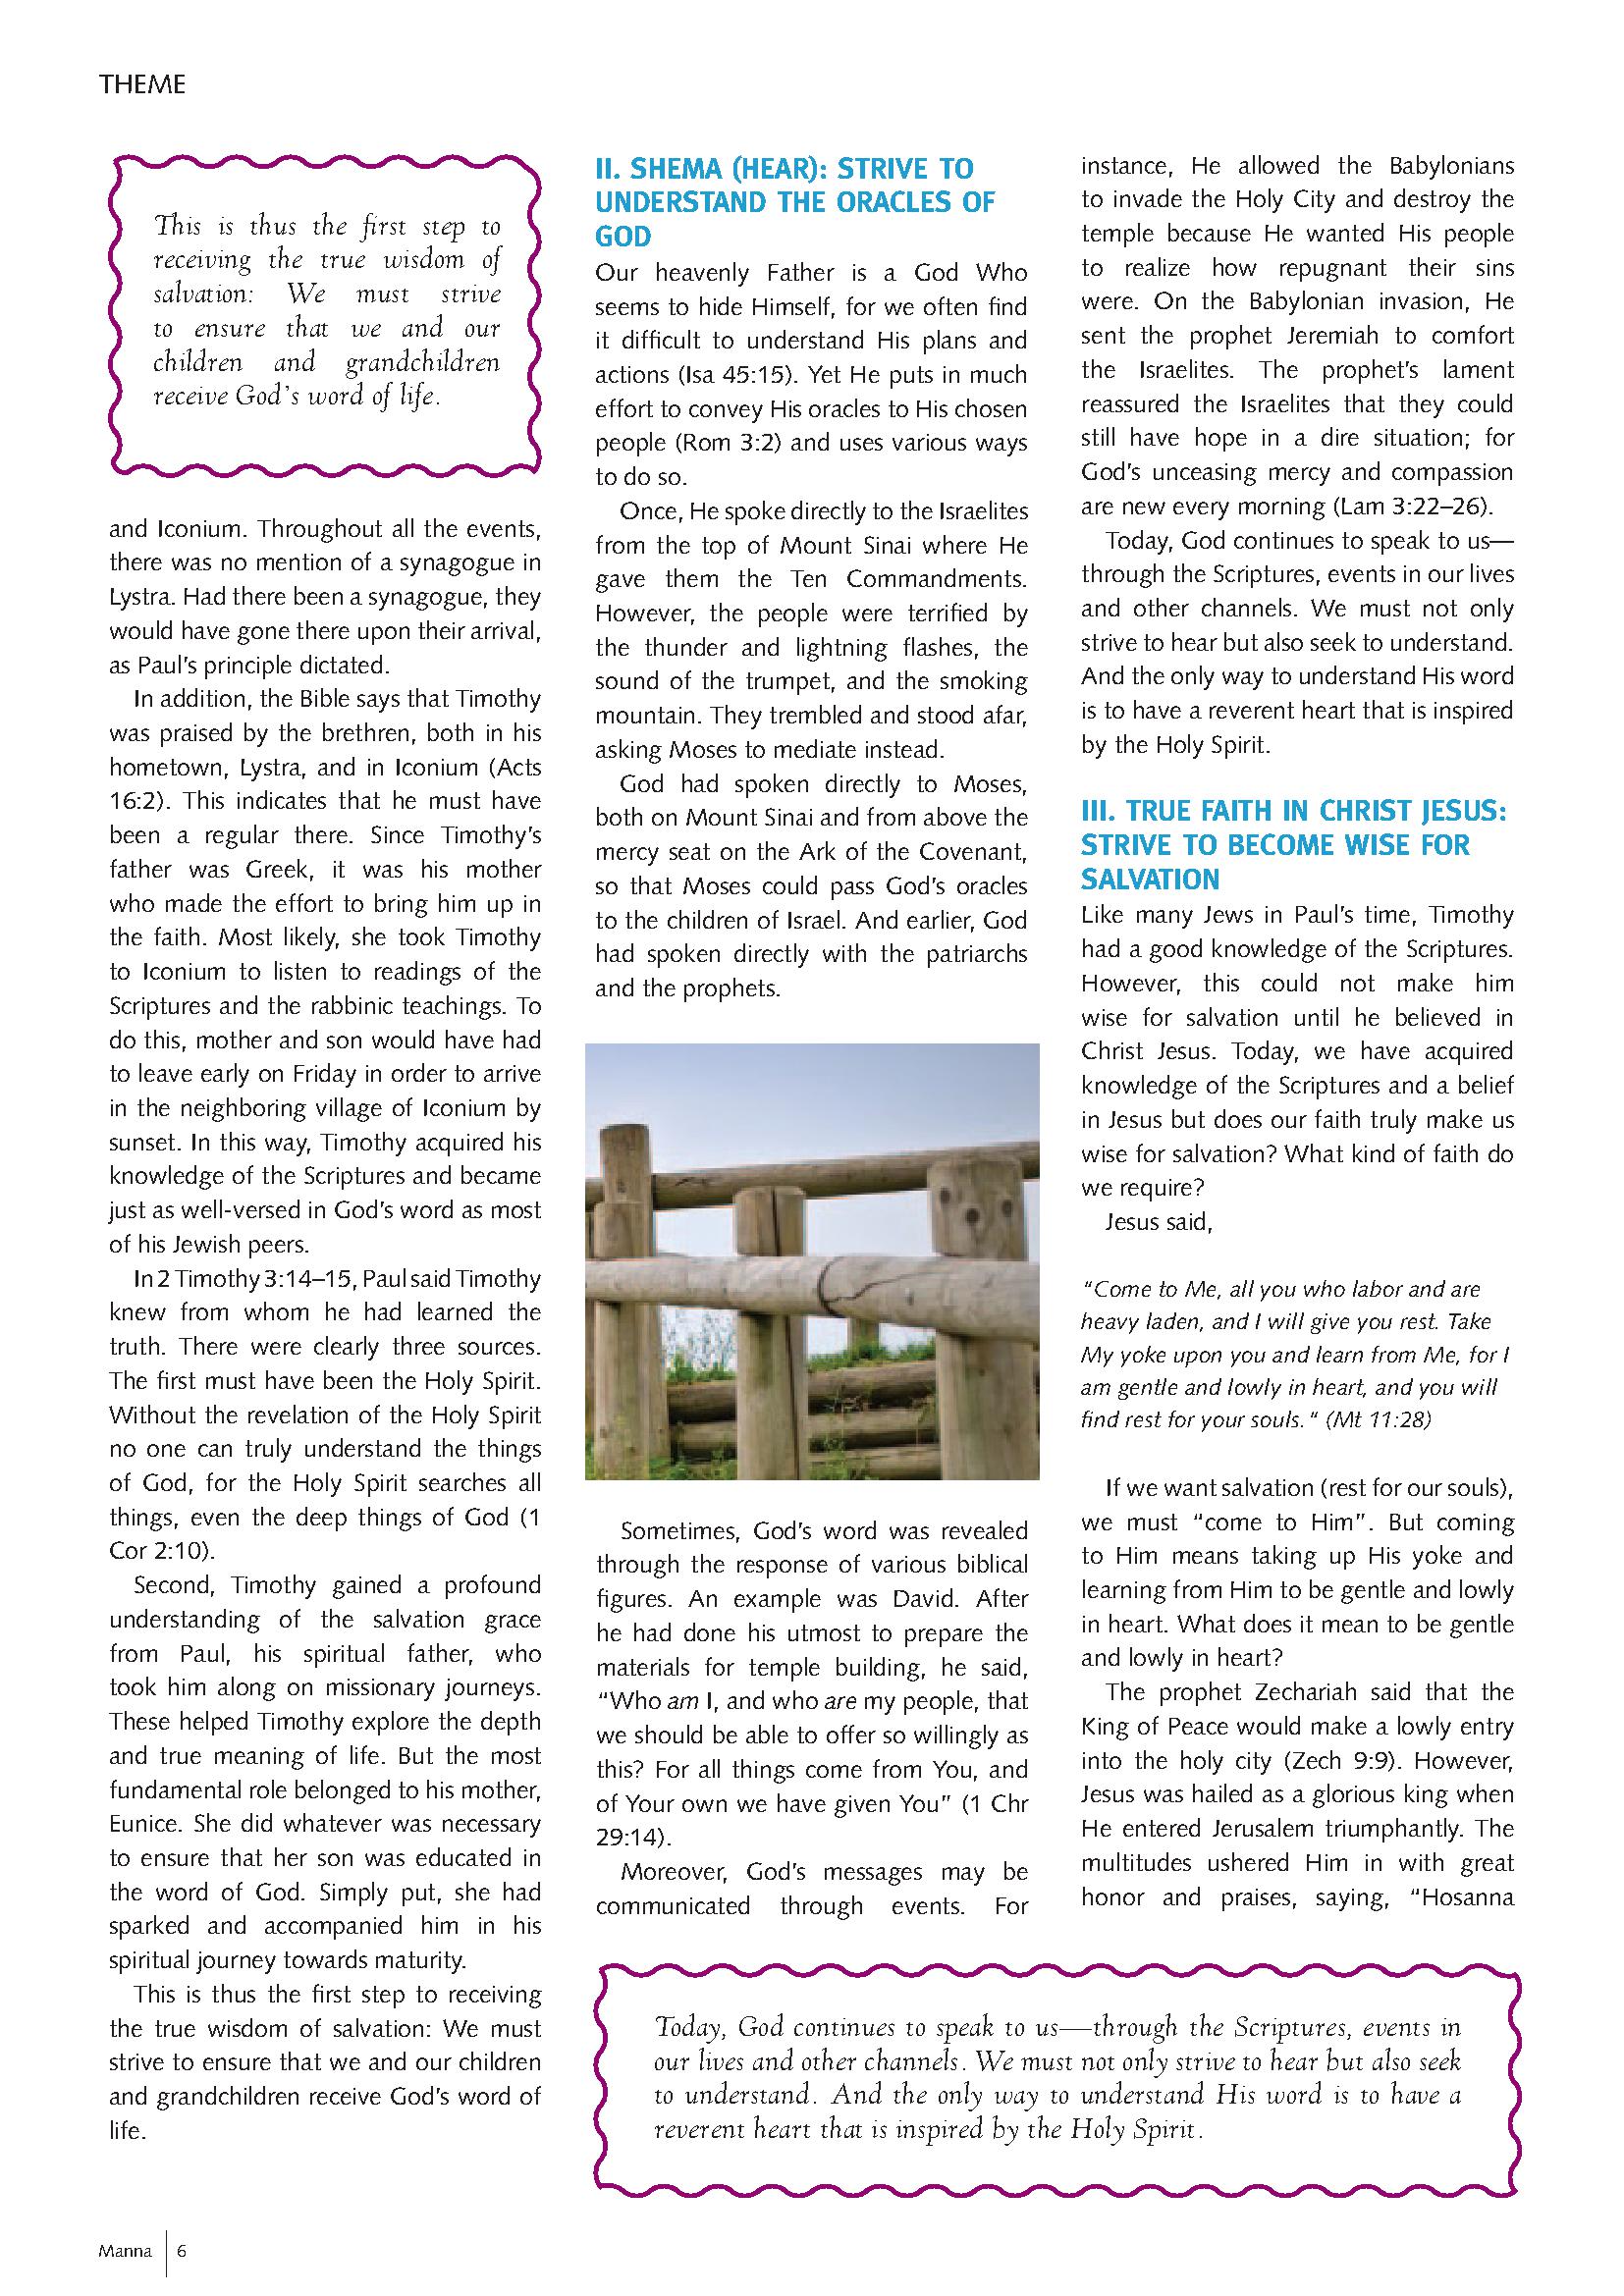 THEME
This is thus the first step to
receiving the true wisdom of
salvation: We must strive
to ensure that we and our
children and grandchildren
receive God's word of life.
and Iconium. Throughout all the events,
there was no mention of a synagogue in
Lystra. Had there been a synagogue, they
would have gone there upon their arrival,
as Paul's principle dictated.
In addition, the Bible says that Timothy
was praised by the brethren, both in his
hometown, Lystra, and in Iconium (Acts
16:2). This indicates that he must have
been a regular there. Since Timothy's
father was Greek, it was his mother
who made the effort to bring him up in
the faith. Most likely, she took Timothy
to Iconium to listen to readings of the
Scriptures and the rabbinic teachings. To
do this, mother and son would have had
to leave early on Friday in order to arrive
in the neighboring village of Iconium by
sunset. In this way, Timothy acquired his
knowledge of the Scriptures and became
just as well-versed in God's word as most
of his Jewish peers.
In 2 Timothy 3:14–15, Paul said Timothy
knew from whom he had learned the
truth. There were clearly three sources.
The first must have been the Holy Spirit.
Without the revelation of the Holy Spirit
no one can truly understand the things
of God, for the Holy Spirit searches all
things, even the deep things of God (1
Cor 2:10).
Second, Timothy gained a profound
understanding of the salvation grace
from Paul, his spiritual father, who
took him along on missionary journeys.
These helped Timothy explore the depth
and true meaning of life. But the most
fundamental role belonged to his mother,
Eunice. She did whatever was necessary
to ensure that her son was educated in
the word of God. Simply put, she had
sparked and accompanied him in his
spiritual journey towards maturity.
This is thus the first step to receiving
the true wisdom of salvation: We must
strive to ensure that we and our children
and grandchildren receive God's word of
life.
II. SHEMA (HEAR): STRIVE TO
UNDERSTAND THE ORACLES OF
GOD
Our heavenly Father is a God Who
seems to hide Himself, for we often find
it difficult to understand His plans and
actions (Isa 45:15). Yet He puts in much
effort to convey His oracles to His chosen
people (Rom 3:2) and uses various ways
to do so.
Once, He spoke directly to the Israelites
from the top of Mount Sinai where He
gave them the Ten Commandments.
However, the people were terrified by
the thunder and lightning flashes, the
sound of the trumpet, and the smoking
mountain. They trembled and stood afar,
asking Moses to mediate instead.
God had spoken directly to Moses,
both on Mount Sinai and from above the
mercy seat on the Ark of the Covenant,
so that Moses could pass God's oracles
to the children of Israel. And earlier, God
had spoken directly with the patriarchs
and the prophets.
Sometimes, God's word was revealed
through the response of various biblical
figures. An example was David. After
he had done his utmost to prepare the
materials for temple building, he said,
"Who am I, and who are my people, that
we should be able to offer so willingly as
this? For all things come from You, and
of Your own we have given You" (1 Chr
29:14).
Moreover, God's messages may be
communicated through events. For
instance, He allowed the Babylonians
to invade the Holy City and destroy the
temple because He wanted His people
to realize how repugnant their sins
were. On the Babylonian invasion, He
sent the prophet Jeremiah to comfort
the Israelites. The prophet's lament
reassured the Israelites that they could
still have hope in a dire situation; for
God's unceasing mercy and compassion
are new every morning (Lam 3:22–26).
Today, God continues to speak to us—
through the Scriptures, events in our lives
and other channels. We must not only
strive to hear but also seek to understand.
And the only way to understand His word
is to have a reverent heart that is inspired
by the Holy Spirit.
III. TRUE FAITH IN CHRIST JESUS:
STRIVE TO BECOME WISE FOR
SALVATION
Like many Jews in Paul's time, Timothy
had a good knowledge of the Scriptures.
However, this could not make him
wise for salvation until he believed in
Christ Jesus. Today, we have acquired
knowledge of the Scriptures and a belief
in Jesus but does our faith truly make us
wise for salvation? What kind of faith do
we require?
Jesus said,
"Come to Me, all you who labor and are
heavy laden, and I will give you rest. Take
My yoke upon you and learn from Me, for I
am gentle and lowly in heart, and you will
find rest for your souls." (Mt 11:28)
If we want salvation (rest for our souls),
we must "come to Him". But coming
to Him means taking up His yoke and
learning from Him to be gentle and lowly
in heart. What does it mean to be gentle
and lowly in heart?
The prophet Zechariah said that the
King of Peace would make a lowly entry
into the holy city (Zech 9:9). However,
Jesus was hailed as a glorious king when
He entered Jerusalem triumphantly. The
multitudes ushered Him in with great
honor and praises, saying, "Hosanna
Today, God continues to speak to us—through the Scriptures, events in
our lives and other channels. We must not only strive to hear but also seek
to understand. And the only way to understand His word is to have a
reverent heart that is inspired by the Holy Spirit.
Manna 6